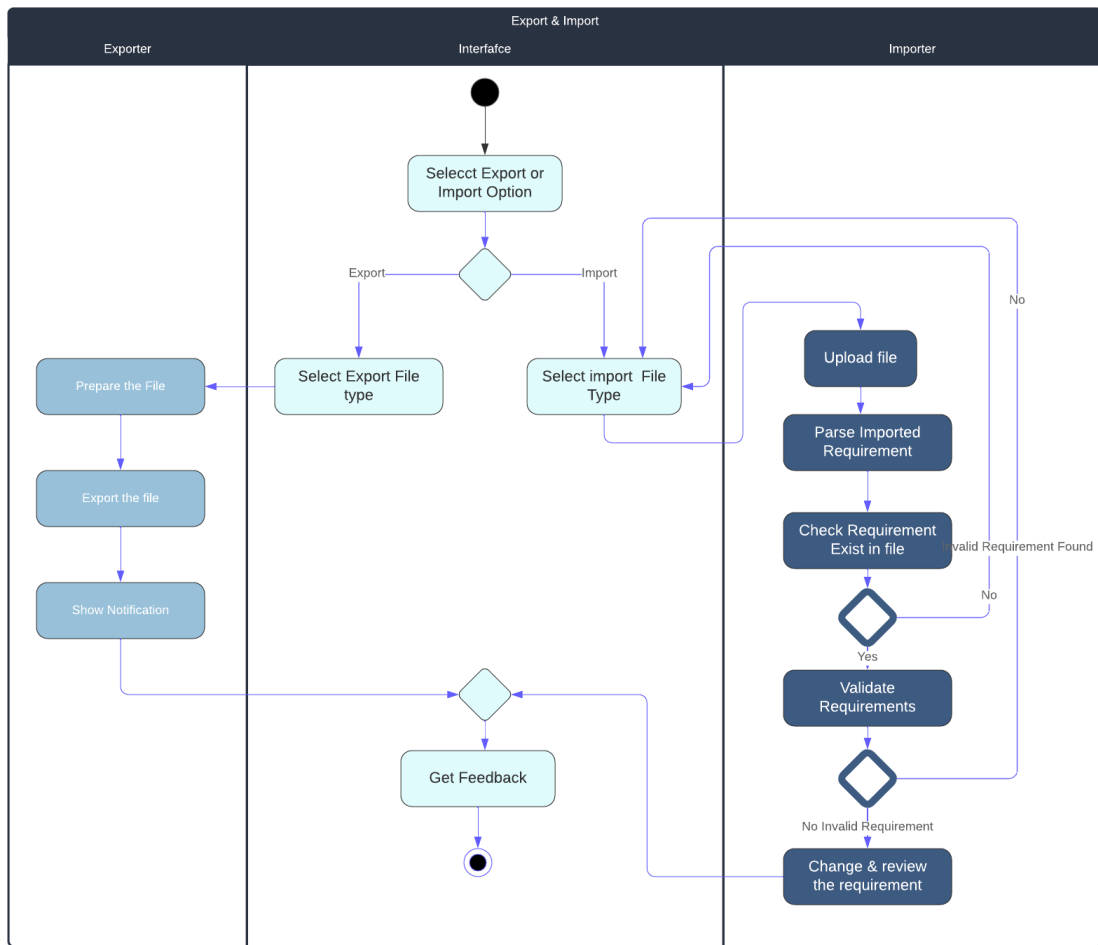 Export & Import
Exporter
Interfafce
Importer
Selecct Export or
Import Option
Export
Import
No
Select Export File
type
Select import  File
Type
Upload file
Prepare the File
Parse Imported
Requirement
Export the file
Check Requirement
Exist in file
Invalid Requirement Found
No
Show Notification
Yes
Validate
Requirements
Get Feedback
No Invalid Requirement
Change & review
the requirement